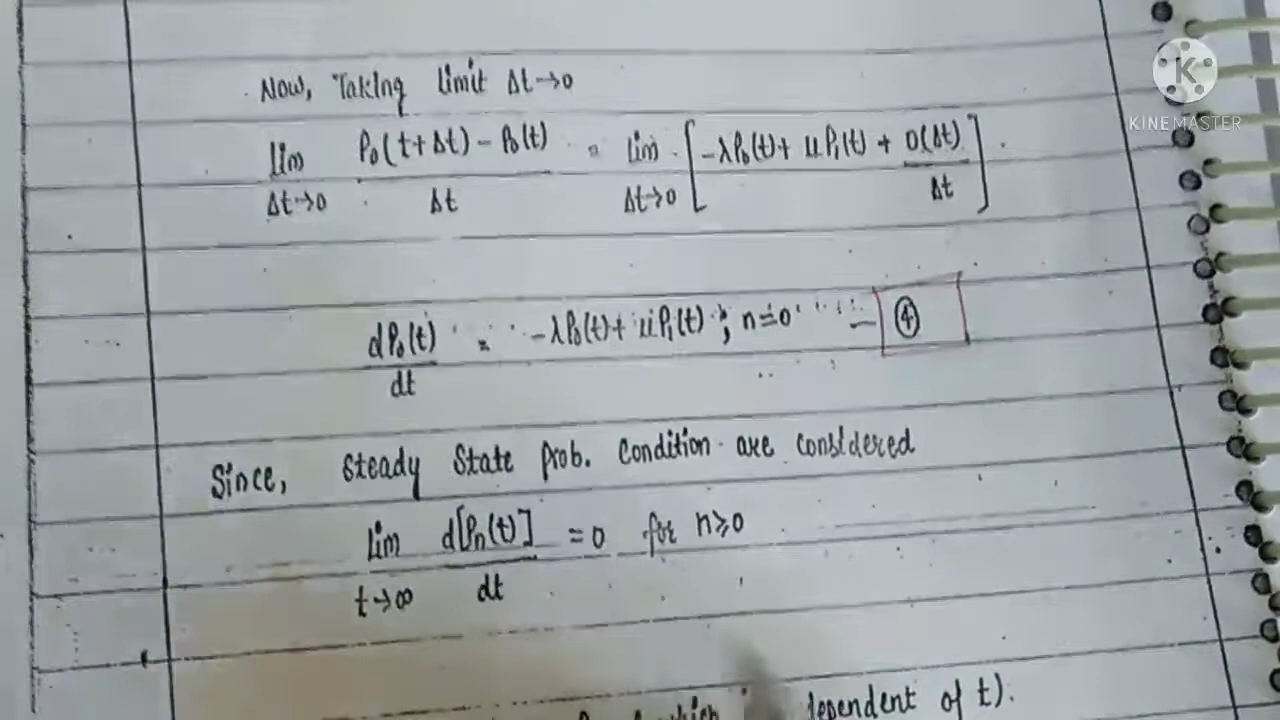 Now, Taking limit Δt→0
lim Δt→0 P₀(t+Δt) - P₀(t) / Δt = lim Δt→0 [-λP₀(t) + μP₁(t) + 0(Δt) / Δt]
dP₀(t) / dt = -λP₀(t) + μP₁(t) ; n=0 — ④
Since, Steady State prob. Condition are considered
lim t→∞ d[Pₙ(t)] / dt = 0 for n≥0
which dependent of t).
KINEMASTER